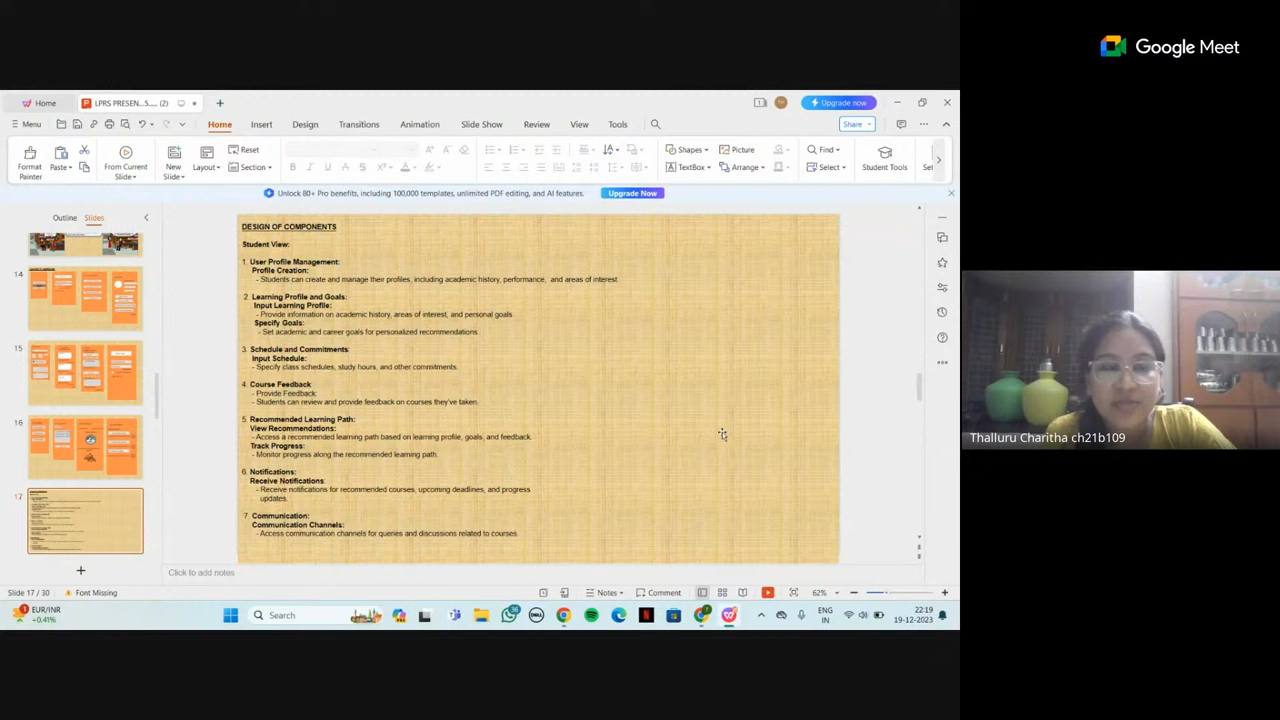 Google Meet
Home
LPRS PRESEN...S..... (2)
Upgrade now
Menu
Home
Insert
Design
Transitions
Animation
Slide Show
Review
View
Tools
Share
Format
Painter
Paste
From Current
Slide
New
Slide
Layout
Reset
Section
B I U A S X² A
Shapes
Picture
TextBox
Arrange
Find
Select
Student Tools
Unlock 80+ Pro benefits, including 100,000 templates, unlimited PDF editing, and AI features.
Upgrade Now
Outline
Slides
14
15
16
17
DESIGN OF COMPONENTS
Student View:
1. User Profile Management:
Profile Creation:
- Students can create and manage their profiles, including academic history, performance, and areas of interest.
2. Learning Profile and Goals:
Input Learning Profile:
- Provide information on academic history, areas of interest, and personal goals.
Specify Goals:
- Set academic and career goals for personalized recommendations.
3. Schedule and Commitments:
Input Schedule:
- Specify class schedules, study hours, and other commitments.
4. Course Feedback
- Provide Feedback:
- Students can review and provide feedback on courses they've taken.
5. Recommended Learning Path:
View Recommendations:
- Access a recommended learning path based on learning profile, goals, and feedback.
Track Progress:
- Monitor progress along the recommended learning path.
6. Notifications:
Receive Notifications:
- Receive notifications for recommended courses, upcoming deadlines, and progress
updates.
7. Communication:
Communication Channels:
- Access communication channels for queries and discussions related to courses.
Thalluru Charitha ch21b109
Click to add notes
Slide 17 / 30
Font Missing
Notes
Comment
62%
EUR/INR
+0.41%
Search
ENG
IN
22:19
19-12-2023